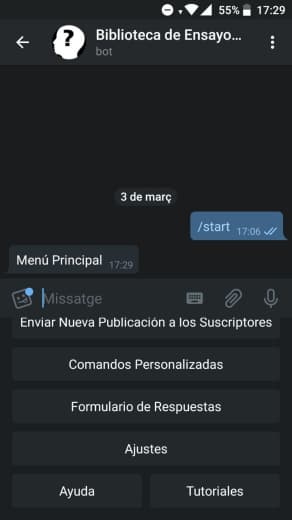 55% 17:29
Biblioteca de Ensayo...
bot
3 de març
/start 17:06
Menú Principal 17:29
Missatge
Enviar Nueva Publicación a los Suscriptores
Comandos Personalizadas
Formulario de Respuestas
Ajustes
Ayuda Tutoriales